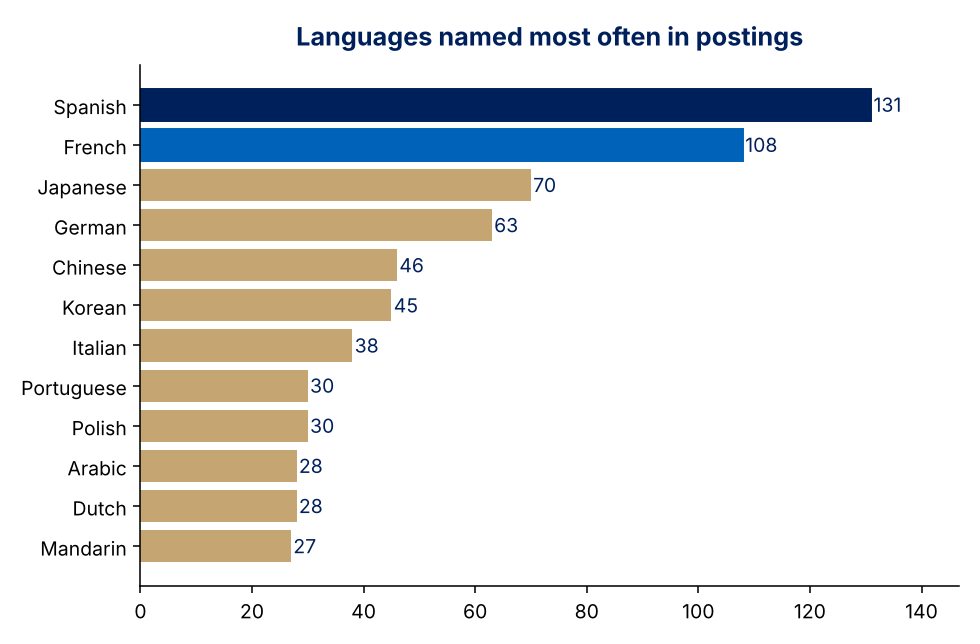 Languages named most often in postings
Spanish 131
French 108
Japanese 70
German 63
Chinese 46
Korean 45
Italian 38
Portuguese 30
Polish 30
Arabic 28
Dutch 28
Mandarin 27
0 20 40 60 80 100 120 140